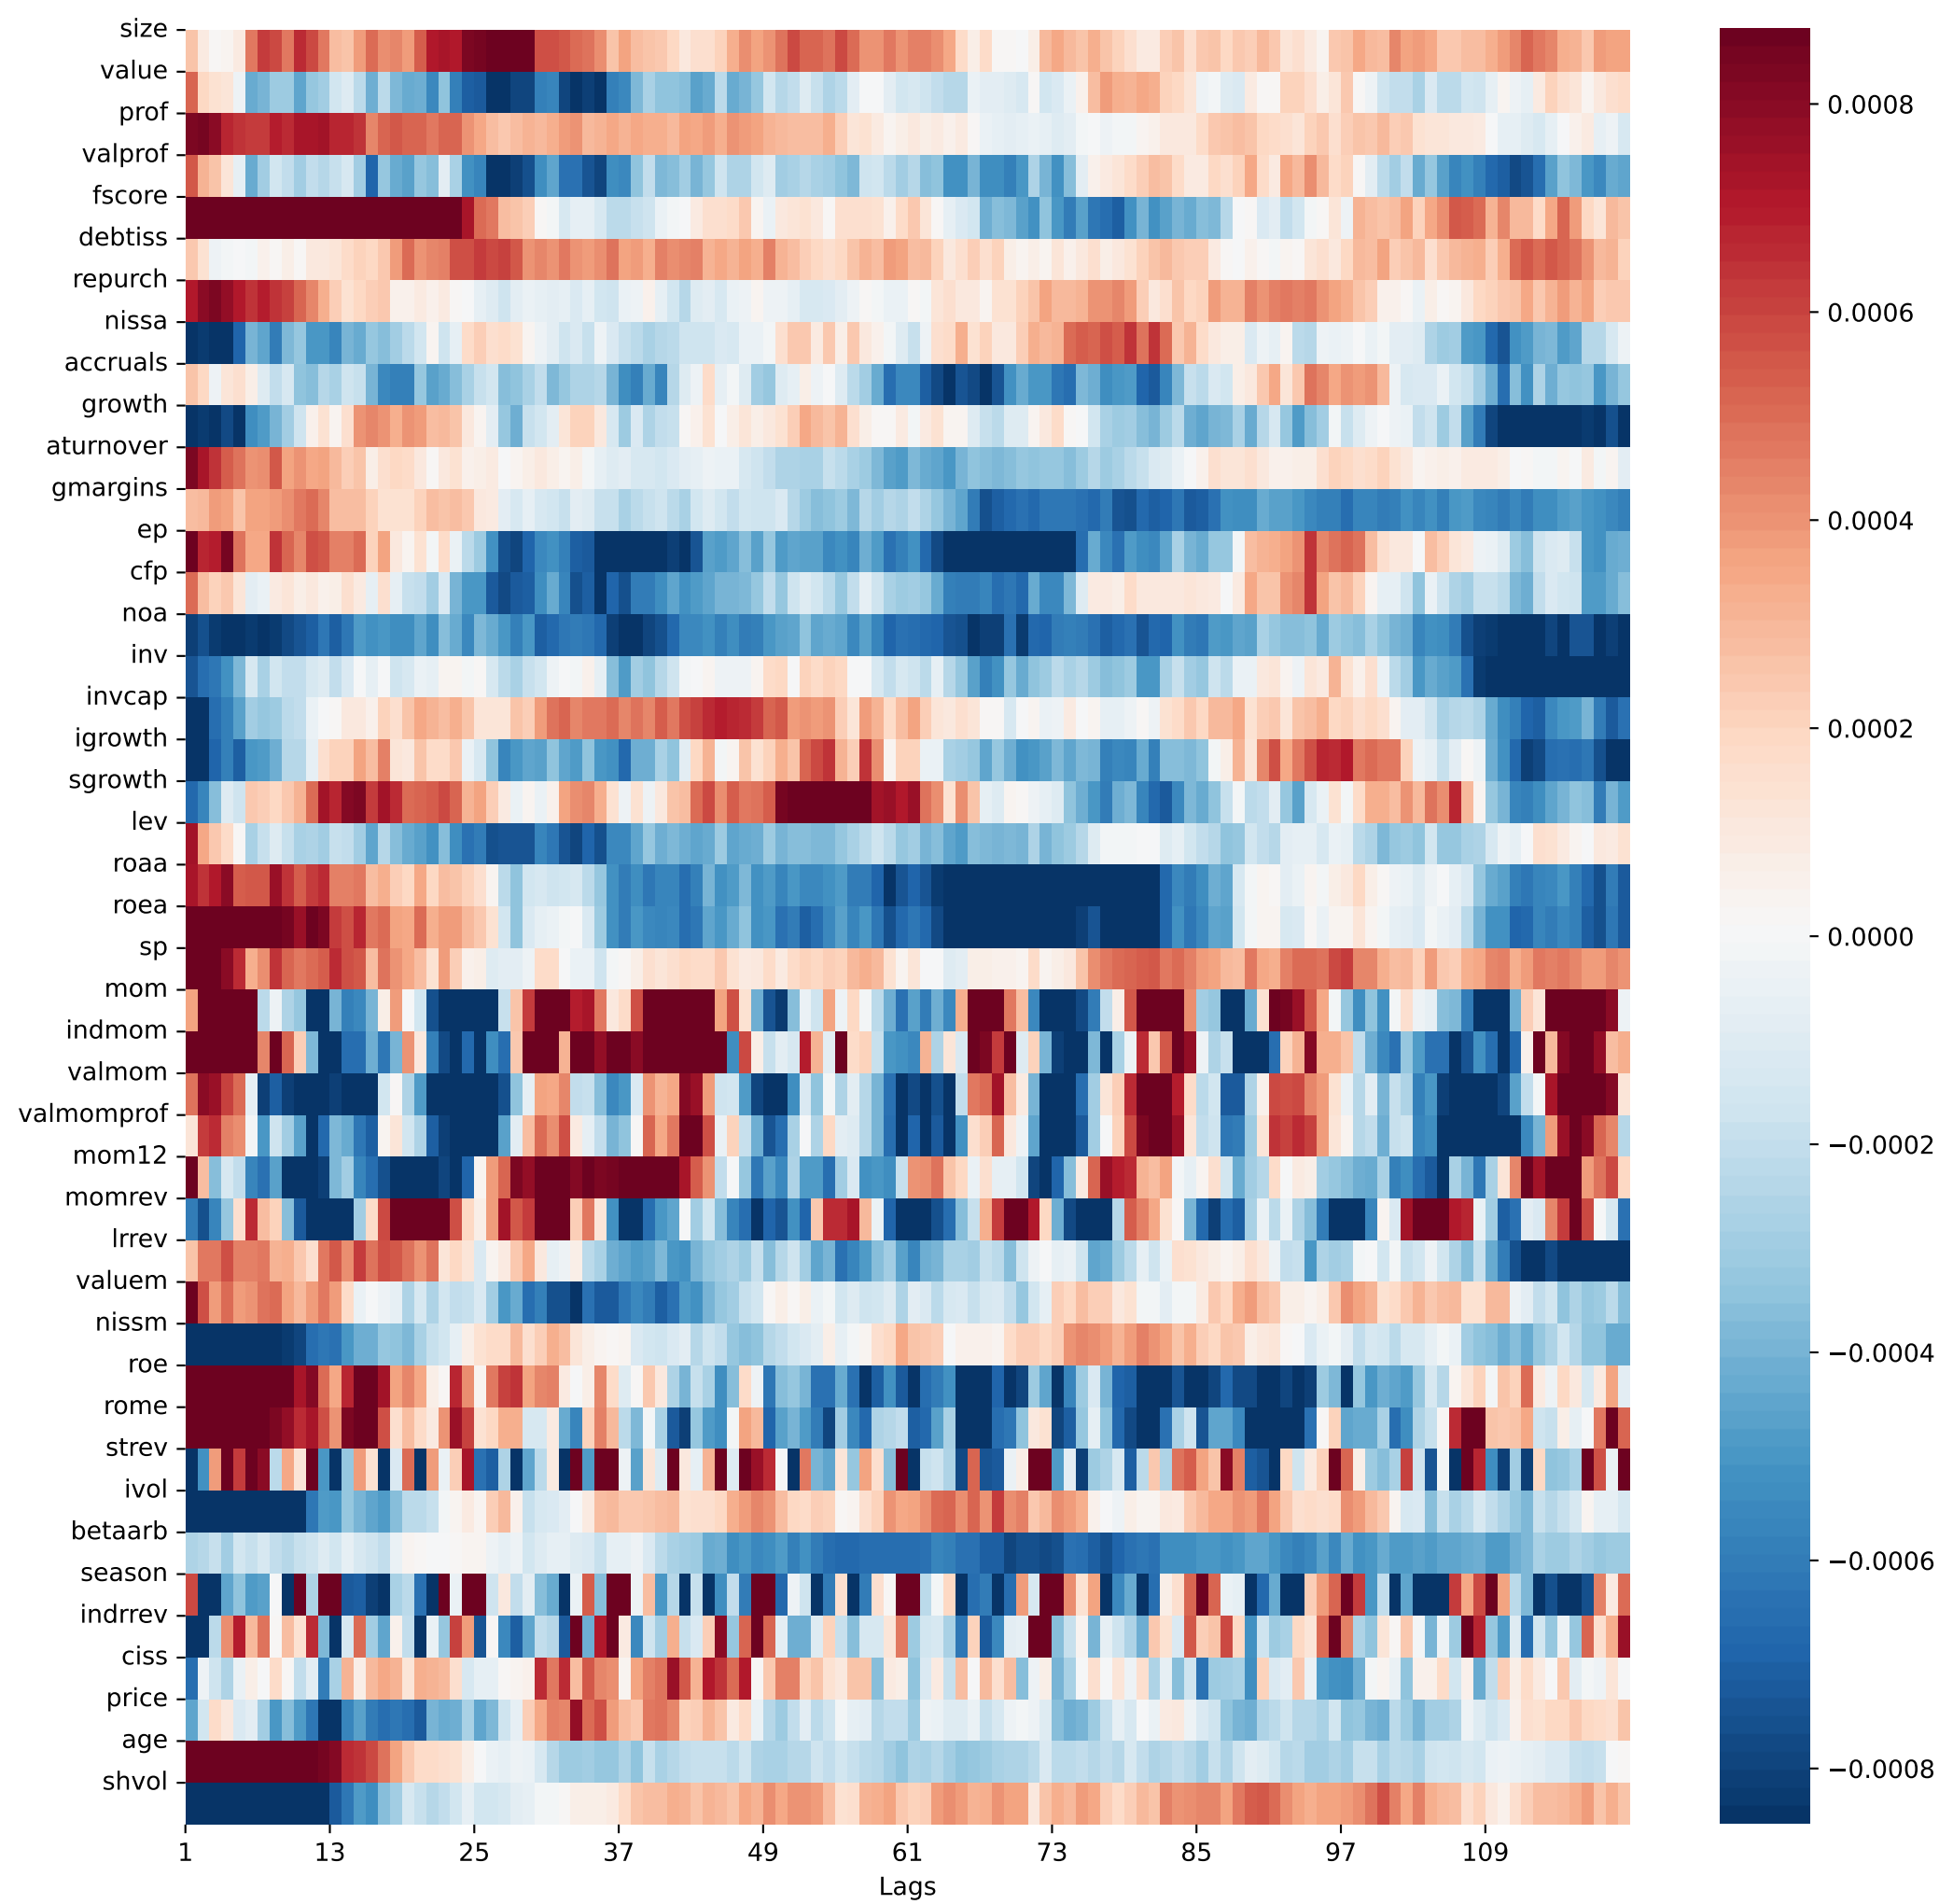 size
value
prof
valprof
fscore
debtiss
repurch
nissa
accruals
growth
aturnover
gmargins
ep
cfp
noa
inv
invcap
igrowth
sgrowth
lev
roaa
roea
sp
mom
indmom
valmom
valmomprof
mom12
momrev
lrrev
valuem
nissm
roe
rome
strev
ivol
betaarb
season
indrrev
ciss
price
age
shvol
1 13 25 37 49 61 73 85 97 109
Lags
0.0008
0.0006
0.0004
0.0002
0.0000
−0.0002
−0.0004
−0.0006
−0.0008